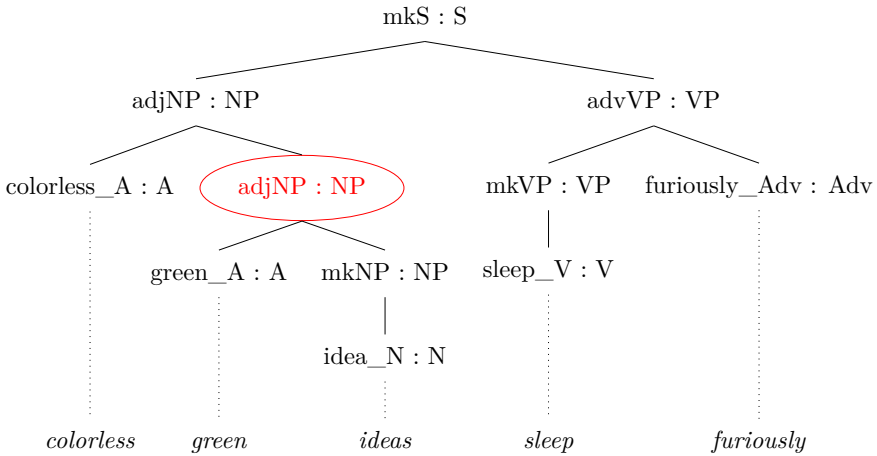 mkS : S
adjNP : NP advVP : VP
colorless_A : A adjNP : NP mkVP : VP furiously_Adv : Adv
green_A : A mkNP : NP sleep_V : V
idea_N : N
colorless green ideas sleep furiously